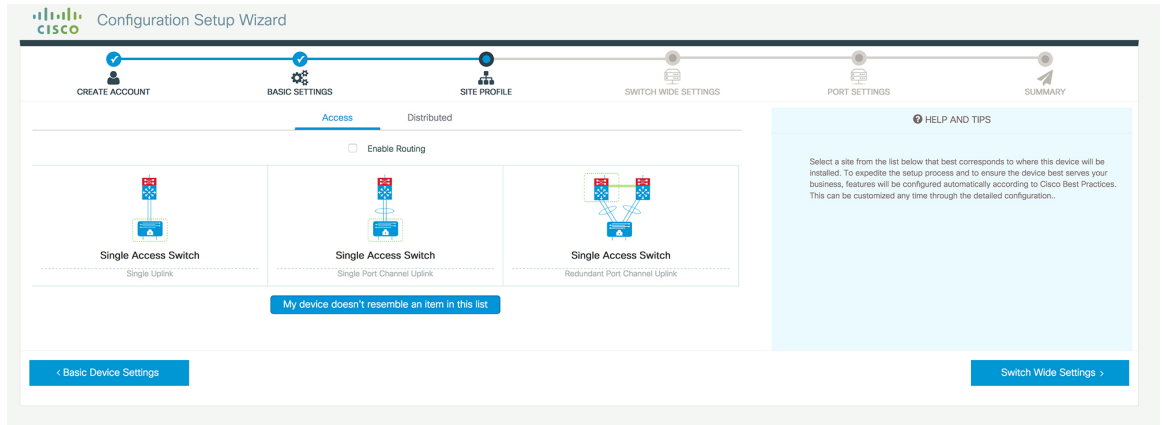 CISCO
Configuration Setup Wizard
CREATE ACCOUNT
BASIC SETTINGS
SITE PROFILE
SWITCH WIDE SETTINGS
PORT SETTINGS
SUMMARY
Access
Distributed
Enable Routing
Single Access Switch
Single Uplink
Single Access Switch
Single Port Channel Uplink
Single Access Switch
Redundant Port Channel Uplink
My device doesn't resemble an item in this list
? HELP AND TIPS
Select a site from the list below that best corresponds to where this device will be
installed. To expedite the setup process and to ensure the device best serves your
business, features will be configured automatically according to Cisco Best Practices.
This can be customized any time through the detailed configuration..
‹ Basic Device Settings
Switch Wide Settings ›